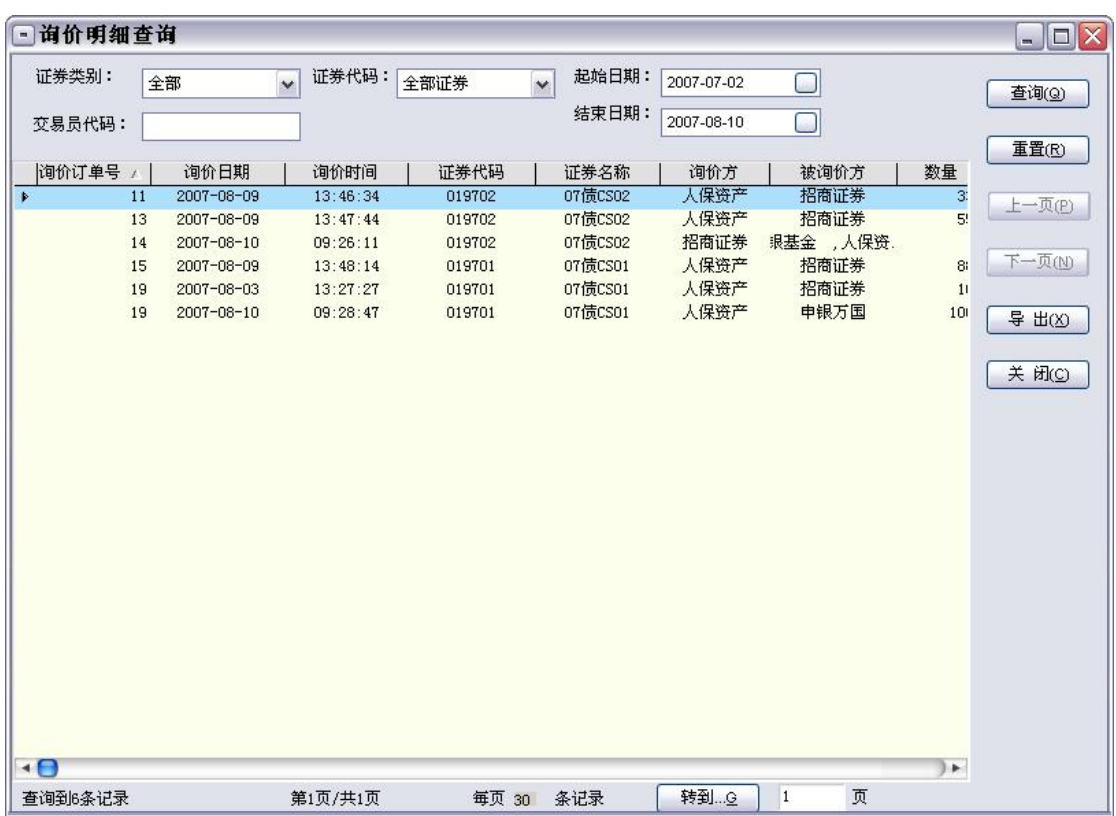 询价明细查询
证券类别： 全部 证券代码： 全部证券 起始日期： 2007-07-02 查询(Q)
交易员代码： 结束日期： 2007-08-10
重置(R)
询价订单号 询价日期 询价时间 证券代码 证券名称 询价方 被询价方 数量
11 2007-08-09 13:46:34 019702 07债CS02 人保资产 招商证券
上一页(P)
13 2007-08-09 13:47:44 019702 07债CS02 人保资产 招商证券
14 2007-08-10 09:26:11 019702 07债CS02 招商证券 银基金 ,人保资.
15 2007-08-09 13:48:14 019701 07债CS01 人保资产 招商证券
下一页(N)
19 2007-08-03 13:27:27 019701 07债CS01 人保资产 招商证券
19 2007-08-10 09:28:47 019701 07债CS01 人保资产 申银万国
导 出(X)
关 闭(C)
查询到6条记录 第1页/共1页 每页 30 条记录 转到...G 1 页